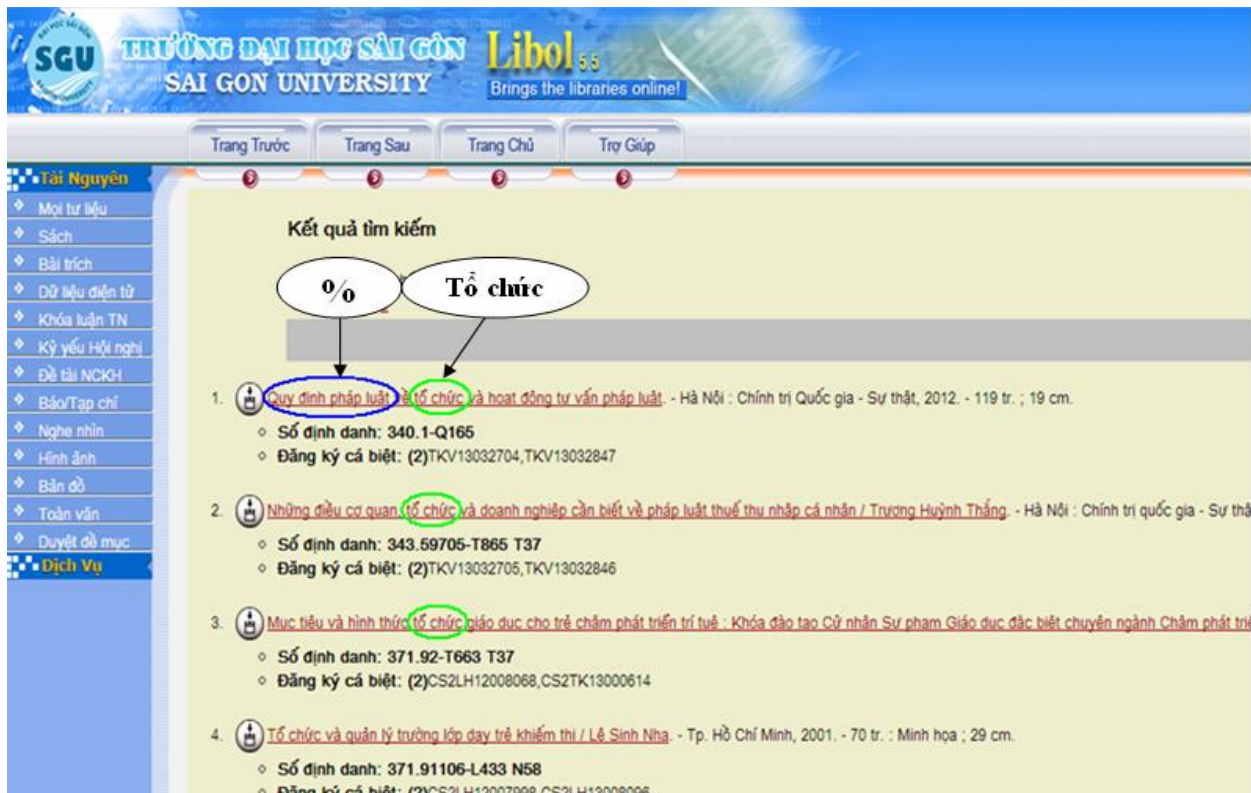 SGU
TRƯỜNG ĐẠI HỌC SÀI GÒN
SAI GON UNIVERSITY
Libol 5.5
Brings the libraries online!
Trang Trước Trang Sau Trang Chủ Trợ Giúp
Tài Nguyên
Mọi tư liệu
Sách
Bài trích
Dữ liệu điện tử
Khóa luận TN
Kỷ yếu Hội nghị
Đề tài NCKH
Báo/Tạp chí
Nghe nhìn
Hình ảnh
Bản đồ
Toàn văn
Duyệt đề mục
Dịch Vụ
Kết quả tìm kiếm
% Tổ chức
1. Quy định pháp luật về tổ chức và hoạt động tư vấn pháp luật. - Hà Nội : Chính trị Quốc gia - Sự thật, 2012. - 119 tr. ; 19 cm.
Số định danh: 340.1-Q165
Đăng ký cá biệt: (2)TKV13032704,TKV13032847
2. Những điều cơ quan, tổ chức và doanh nghiệp cần biết về pháp luật thuế thu nhập cá nhân / Trương Huỳnh Thắng. - Hà Nội : Chính trị quốc gia - Sự thậ
Số định danh: 343.59705-T865 T37
Đăng ký cá biệt: (2)TKV13032705,TKV13032846
3. Mục tiêu và hình thức tổ chức giáo dục cho trẻ chậm phát triển trí tuệ : Khóa đào tạo Cử nhân Sư phạm Giáo dục đặc biệt chuyên ngành Chậm phát triể
Số định danh: 371.92-T663 T37
Đăng ký cá biệt: (2)CS2LH12008068,CS2TK13000614
4. Tổ chức và quản lý trường lớp dạy trẻ khiếm thị / Lê Sinh Nha. - Tp. Hồ Chí Minh, 2001. - 70 tr. : Minh họa ; 29 cm.
Số định danh: 371.91106-L433 N58
Đăng ký cá biệt: (2)CS2LH12007998,CS2LH13008096